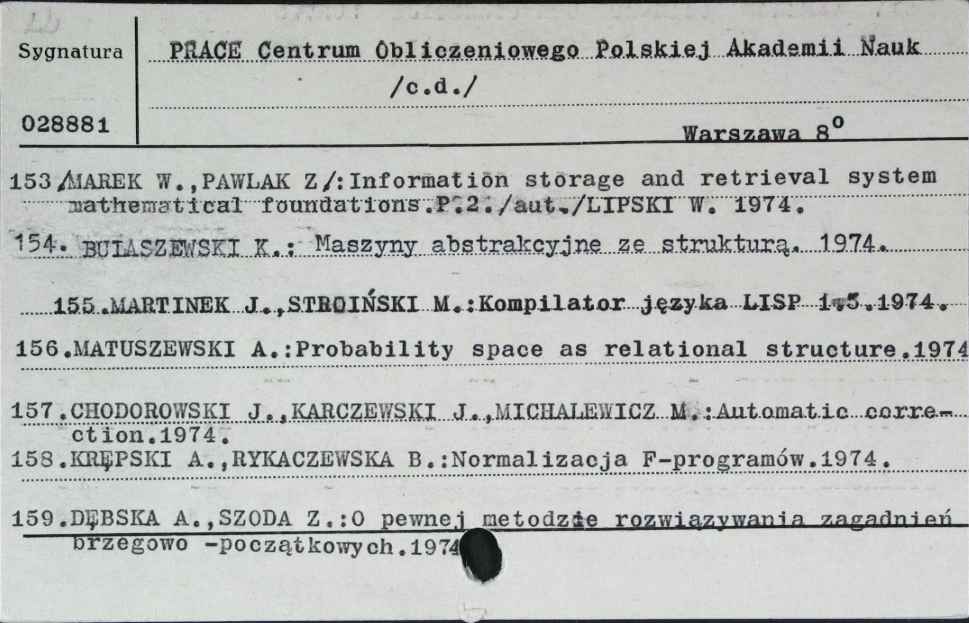 Sygnatura
PRACE Centrum Obliczeniowego Polskiej Akademii Nauk
/c.d./
028881
Warszawa 8⁰
153/MAREK W.,PAWLAK Z/:Information storage and retrieval system
mathematical foundations.P.2./aut./LIPSKI W. 1974.
154. BUŁASZEWSKI K.: Maszyny abstrakcyjne ze strukturą. 1974.
155.MARTINEK J.,STROIŃSKI M.:Kompilator języka LISP 1.5.1974.
156.MATUSZEWSKI A.:Probability space as relational structure.1974
157.CHODOROWSKI J.,KARCZEWSKI J.,MICHALEWICZ M.:Automatic corre-
ction.1974.
158.KRĘPSKI A.,RYKACZEWSKA B.:Normalizacja F-programów.1974.
159.DĘBSKA A.,SZODA Z.:O pewnej metodzie rozwiązywania zagadnień
brzegowo -początkowych.1974